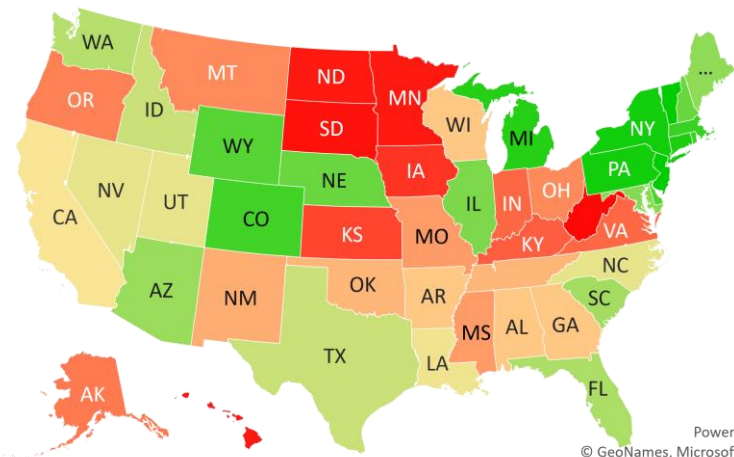 WA
MT
ND
MN
OR
ID
SD
WI
MI
NY
...
WY
IA
PA
NE
NV
UT
CO
IL
IN
OH
CA
KS
MO
KY
VA
AZ
NM
OK
AR
NC
SC
MS
AL
GA
TX
LA
FL
AK
Power
© GeoNames, Microsof